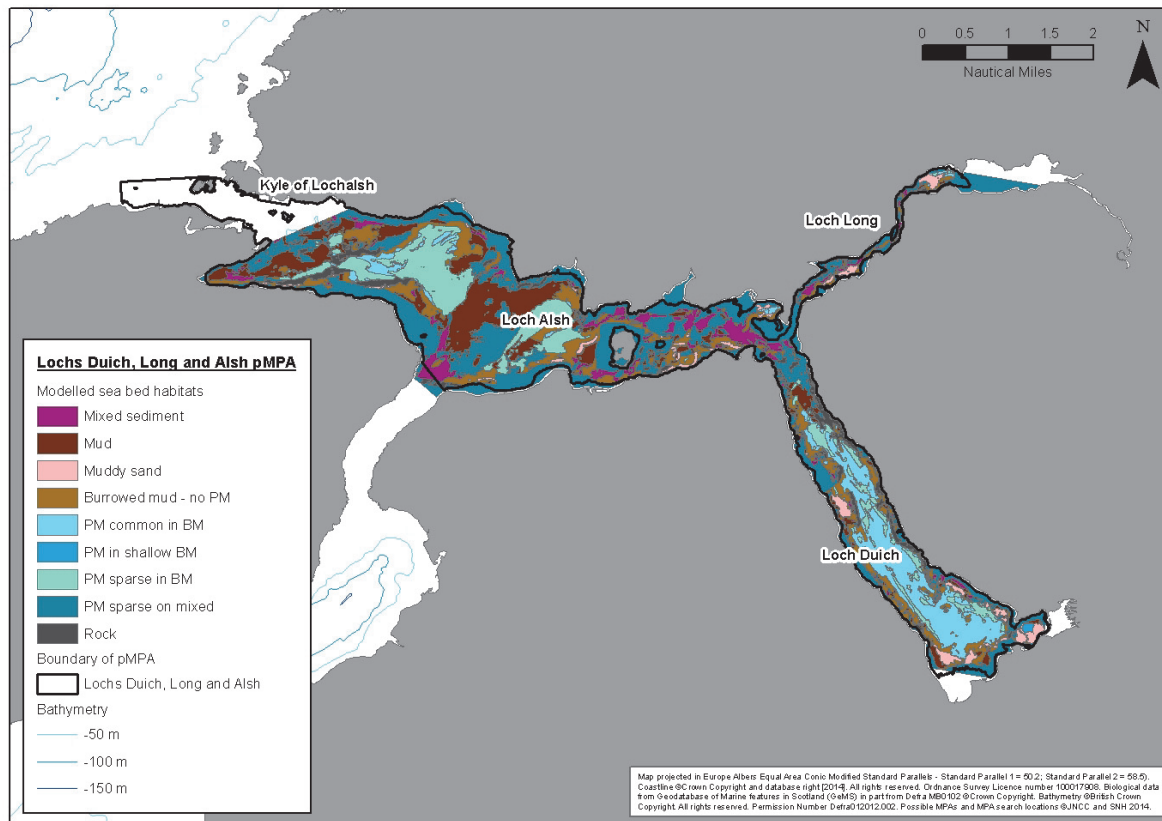 0 0.5 1 1.5 2
Nautical Miles
N
Kyle of Lochalsh
Loch Long
Loch Alsh
Loch Duich
Lochs Duich, Long and Alsh pMPA
Modelled sea bed habitats
Mixed sediment
Mud
Muddy sand
Burrowed mud - no PM
PM common in BM
PM in shallow BM
PM sparse in BM
PM sparse on mixed
Rock
Boundary of pMPA
Lochs Duich, Long and Alsh
Bathymetry
-50 m
-100 m
-150 m
Map projected in Europe Albers Equal Area Conic Modified Standard Parallels - Standard Parallel 1 = 50.2; Standard Parallel 2 = 58.5).
Coastline ©Crown Copyright and database right [2014]. All rights reserved. Ordnance Survey Licence number 100017908. Biological data
from Geodatabase of Marine features in Scotland (GeMS) in part from Defra MB0102 ©Crown Copyright. Bathymetry ©British Crown
Copyright. All rights reserved. Permission Number Defra012012.002. Possible MPAs and MPA search locations ©JNCC and SNH 2014.